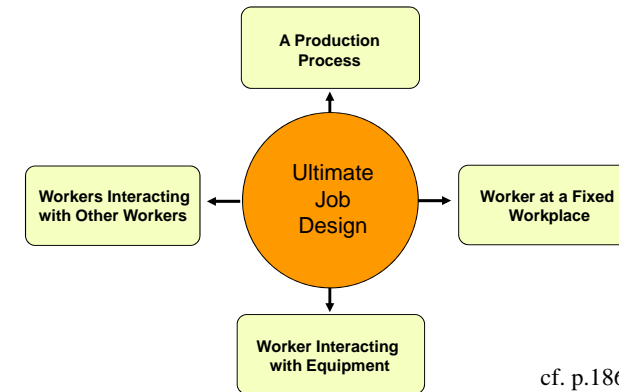 A Production
Process
Ultimate
Job
Design
Workers Interacting
with Other Workers
Worker at a Fixed
Workplace
Worker Interacting
with Equipment
cf. p.186